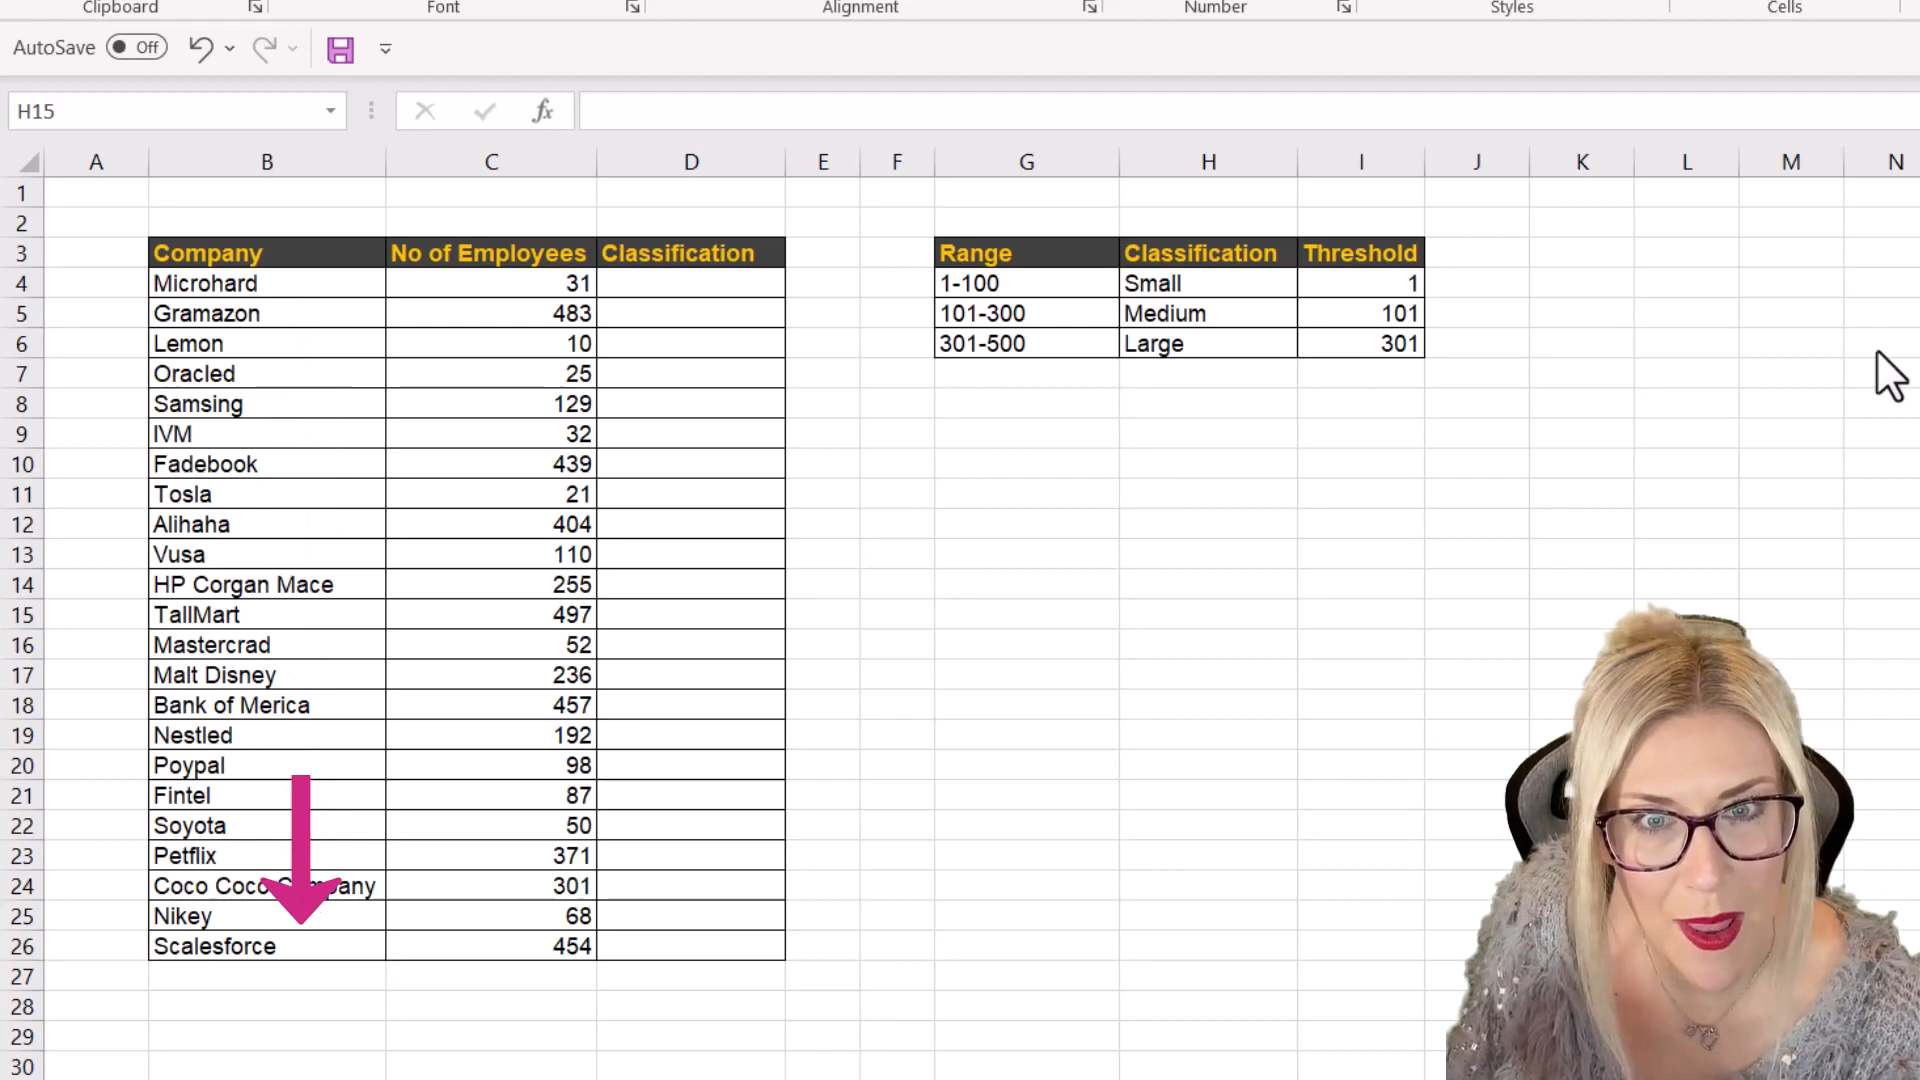 Clipboard Font Alignment Number Styles Cells
AutoSave Off
H15 fx
A B C D E F G H I J K L M N
1
2
3 Company No of Employees Classification Range Classification Threshold
4 Microhard 31 1-100 Small 1
5 Gramazon 483 101-300 Medium 101
6 Lemon 10 301-500 Large 301
7 Oracled 25
8 Samsing 129
9 IVM 32
10 Fadebook 439
11 Tosla 21
12 Alihaha 404
13 Vusa 110
14 HP Corgan Mace 255
15 TallMart 497
16 Mastercrad 52
17 Malt Disney 236
18 Bank of Merica 457
19 Nestled 192
20 Poypal 98
21 Fintel 87
22 Soyota 50
23 Petflix 371
24 Coco Coco Company 301
25 Nikey 68
26 Scalesforce 454
27
28
29
30